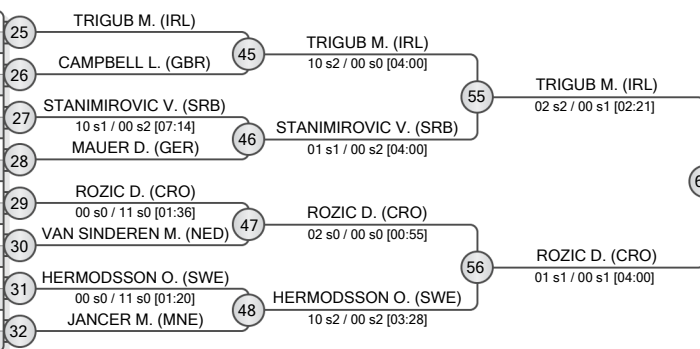 25
TRIGUB M. (IRL)
26
CAMPBELL L. (GBR)
45
TRIGUB M. (IRL)
10 s2 / 00 s0 [04:00]
27
STANIMIROVIC V. (SRB)
10 s1 / 00 s2 [07:14]
28
MAUER D. (GER)
46
STANIMIROVIC V. (SRB)
01 s1 / 00 s2 [04:00]
55
TRIGUB M. (IRL)
02 s2 / 00 s1 [02:21]
29
ROZIC D. (CRO)
00 s0 / 11 s0 [01:36]
30
VAN SINDEREN M. (NED)
47
ROZIC D. (CRO)
02 s0 / 00 s0 [00:55]
31
HERMODSSON O. (SWE)
00 s0 / 11 s0 [01:20]
32
JANCER M. (MNE)
48
HERMODSSON O. (SWE)
10 s2 / 00 s2 [03:28]
56
ROZIC D. (CRO)
01 s1 / 00 s1 [04:00]